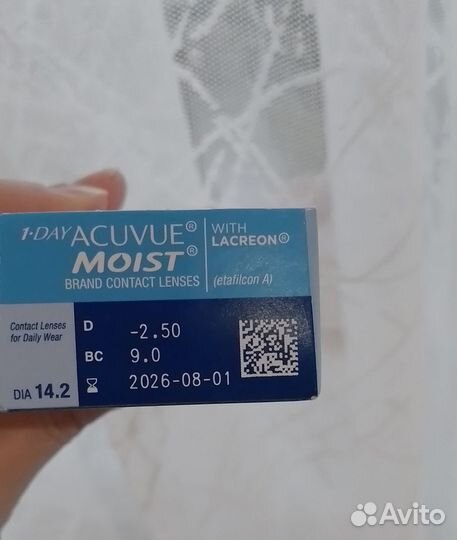 1·DAY ACUVUE®
MOIST®
BRAND CONTACT LENSES
WITH
LACREON®
(etafilcon A)
Contact Lenses
for Daily Wear
DIA 14.2
D -2.50
BC 9.0
2026-08-01
Avito